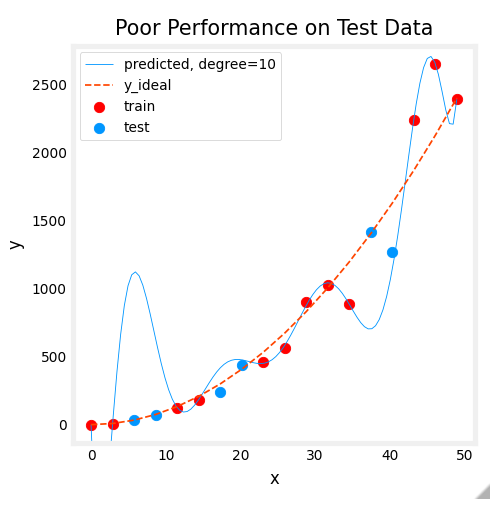 Poor Performance on Test Data
predicted, degree=10
y_ideal
train
test
2500
2000
1500
1000
500
0
y
0 10 20 30 40 50
x